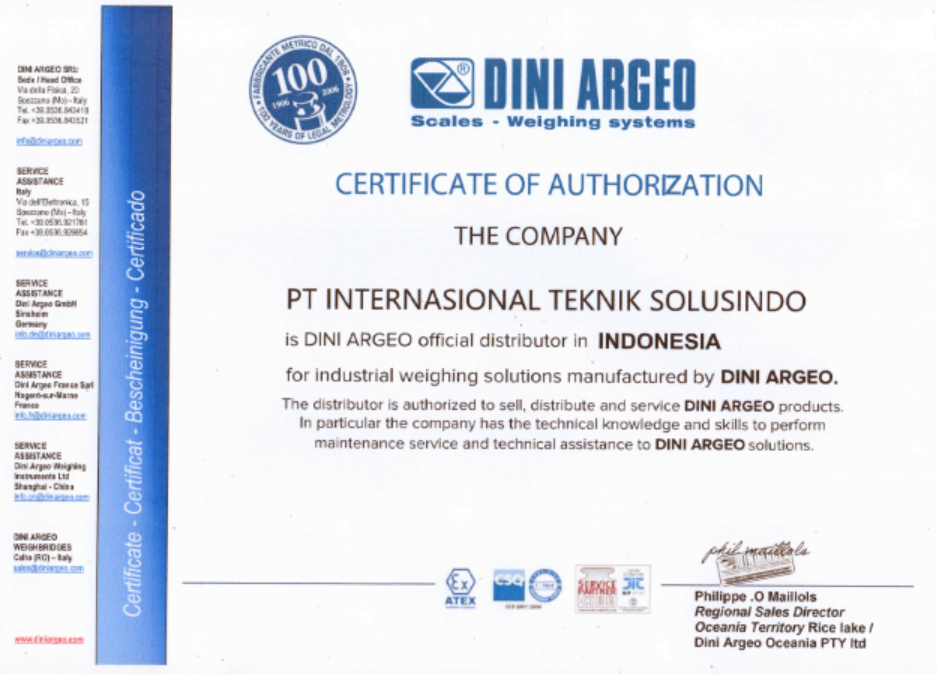 DINI ARGEO SRL:
Sede / Head Office
Via della Fisica, 20
Spezzano (Mo) - Italy
Tel. +39.0536.843418
Fax +39.0536.843521
info@diniargeo.com
SERVICE
ASSISTANCE
Italy
Via dell'Elettronica, 15
Spezzano (Mo) - Italy
Tel. +39.0536.921781
Fax +39.0536.926654
service@diniargeo.com
SERVICE
ASSISTANCE
Dini Argeo GmbH
Sinsheim
Germany
info.de@diniargeo.com
SERVICE
ASSISTANCE
Dini Argeo France Sarl
Nogent-sur-Marne
France
info.fr@diniargeo.com
SERVICE
ASSISTANCE
Dini Argeo Weighing
Instruments Ltd
Shanghai - China
info.cn@diniargeo.com
DINI ARGEO
WEIGHBRIDGES
Calto (RO) - Italy
sales@diniargeo.com
www.diniargeo.com
Certificate - Certificat - Bescheinigung - Certificado
FABBRICANTE METRICO DAL 1906
100
1906 2006
100 YEARS OF LEGAL METROLOGY
DINI ARGEO
Scales - Weighing systems
CERTIFICATE OF AUTHORIZATION
THE COMPANY
PT INTERNASIONAL TEKNIK SOLUSINDO
is DINI ARGEO official distributor in INDONESIA
for industrial weighing solutions manufactured by DINI ARGEO.
The distributor is authorized to sell, distribute and service DINI ARGEO products.
In particular the company has the technical knowledge and skills to perform
maintenance service and technical assistance to DINI ARGEO solutions.
phil maillols
Ex
ATEX
CSQ
SERVICE
PARTNER
Philippe .O Maillols
Regional Sales Director
Oceania Territory Rice lake /
Dini Argeo Oceania PTY ltd